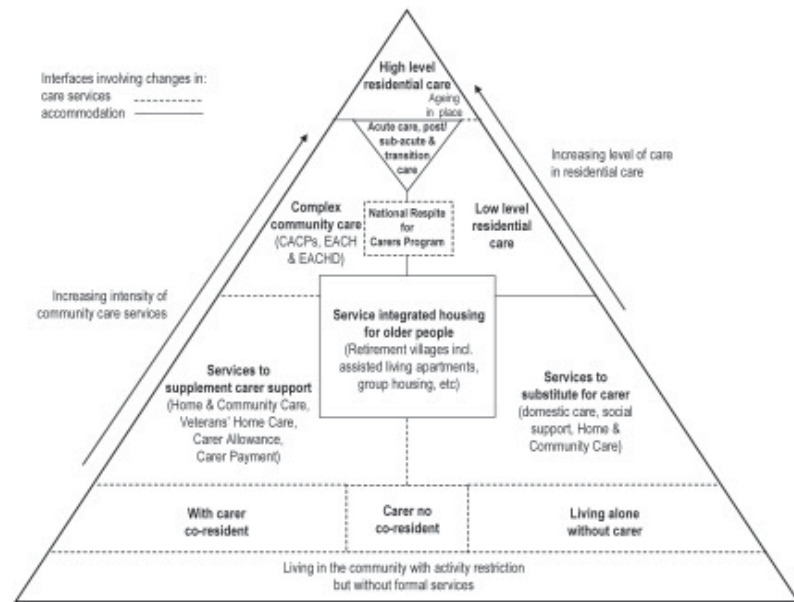 High level
residential care
Ageing
in place
Interfaces involving changes in:
care services
accommodation
Acute care, post/
sub-acute &
transition
care
Increasing level of care
in residential care
Complex
community care
(CACPs, EACH
& EACHD)
National Respite
for
Carers Program
Low level
residential
care
Increasing intensity of
community care services
Service integrated housing
for older people
(Retirement villages incl.
assisted living apartments,
group housing, etc)
Services to
supplement carer support
(Home & Community Care,
Veterans' Home Care,
Carer Allowance,
Carer Payment)
Services to
substitute for carer
(domestic care, social
support, Home &
Community Care)
With carer
co-resident
Carer no
co-resident
Living alone
without carer
Living in the community with activity restriction
but without formal services